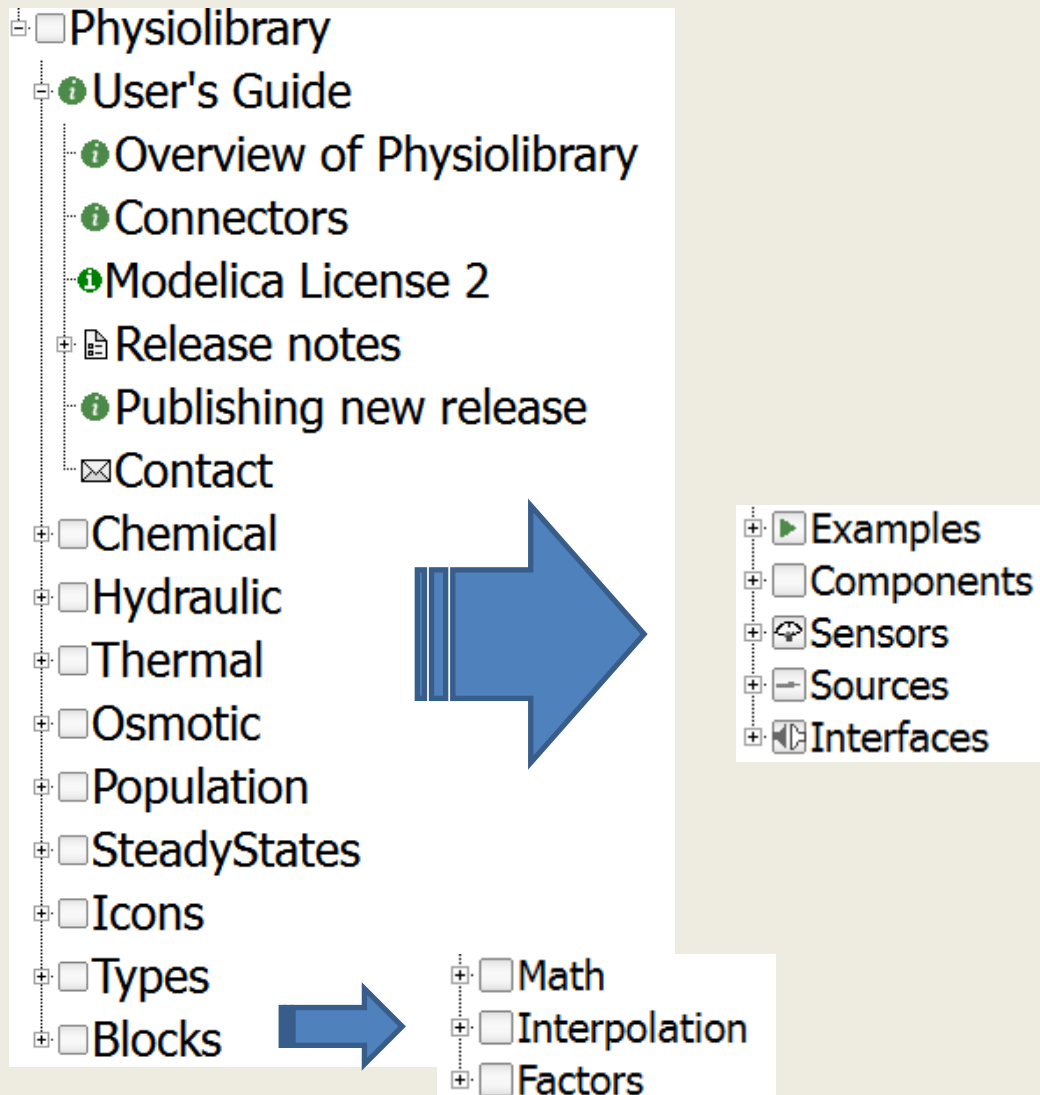 Physiolibrary
User's Guide
Overview of Physiolibrary
Connectors
Modelica License 2
Release notes
Publishing new release
Contact
Chemical
Hydraulic
Thermal
Osmotic
Population
SteadyStates
Icons
Types
Blocks
Examples
Components
Sensors
Sources
Interfaces
Math
Interpolation
Factors